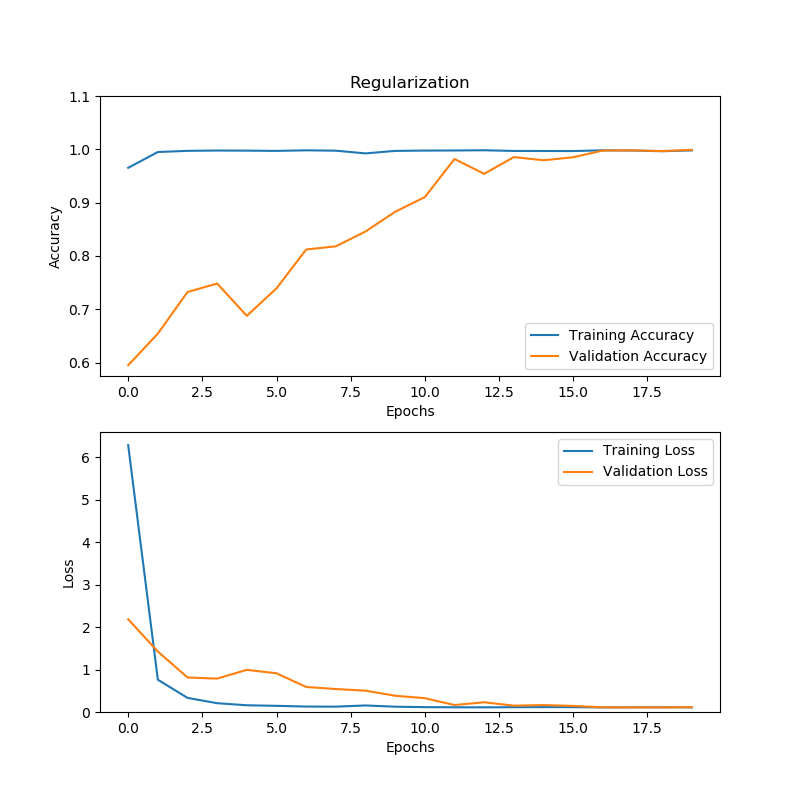 Regularization
1.1
1.0
0.9
0.8
0.7
0.6
Accuracy
Training Accuracy
Validation Accuracy
0.0 2.5 5.0 7.5 10.0 12.5 15.0 17.5
Epochs
6
5
4
3
2
1
0
Loss
Training Loss
Validation Loss
0.0 2.5 5.0 7.5 10.0 12.5 15.0 17.5
Epochs